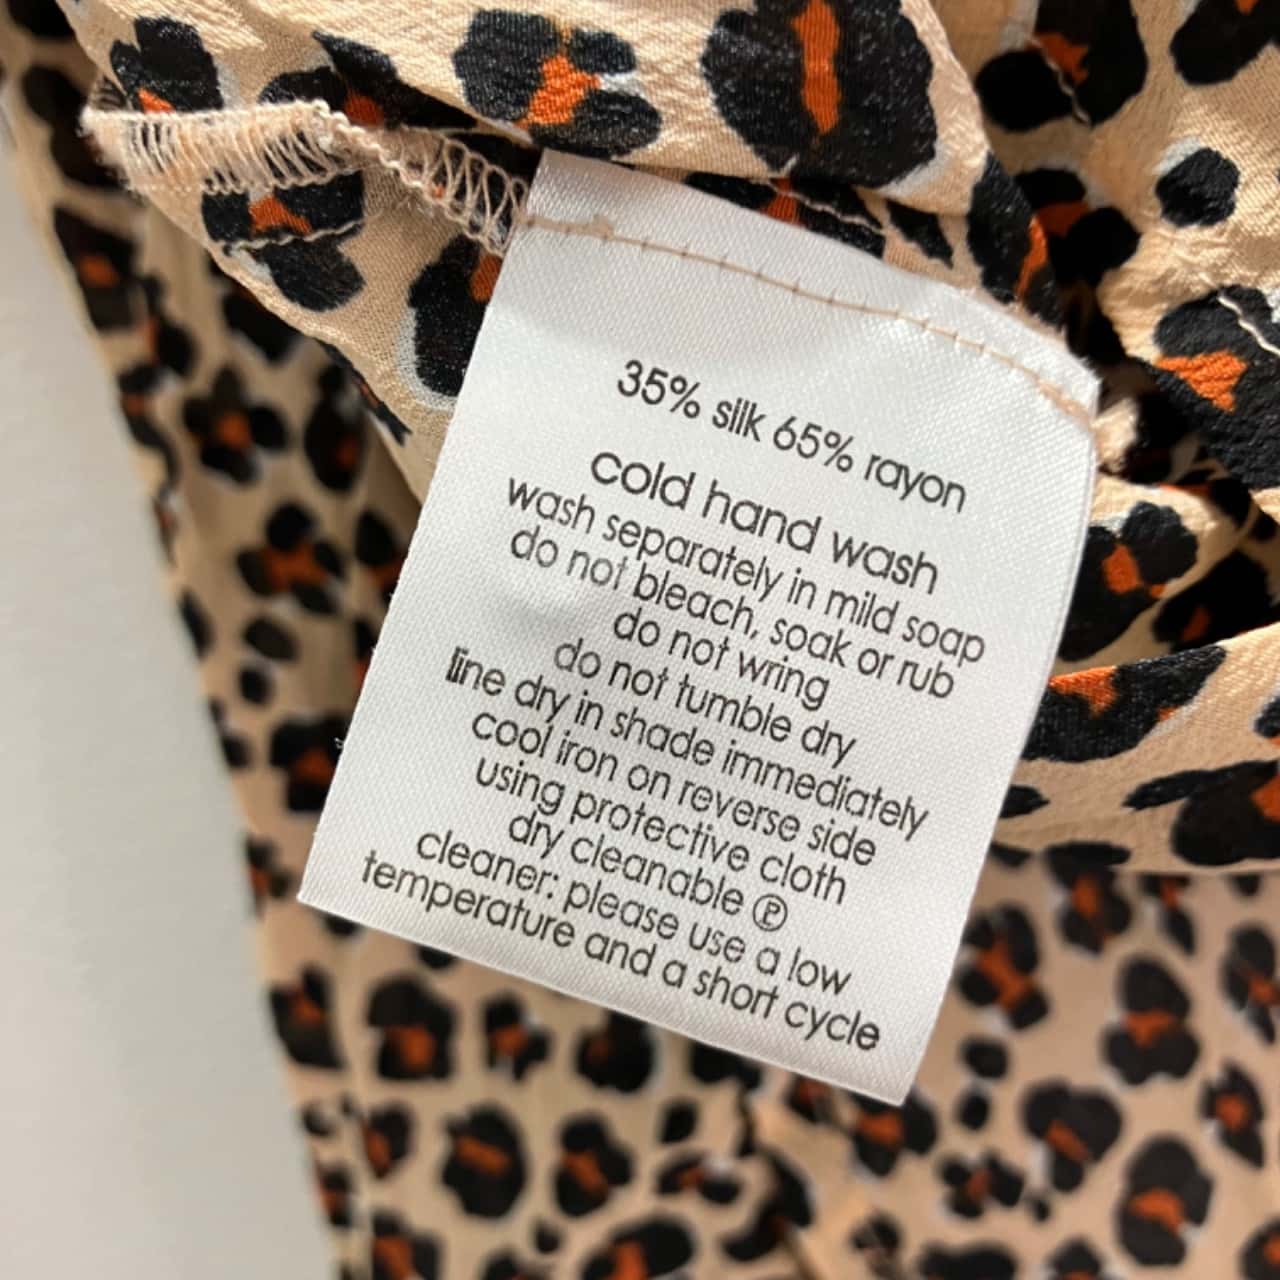 35% silk 65% rayon
cold hand wash
wash separately in mild soap
do not bleach, soak or rub
do not wring
do not tumble dry
line dry in shade immediately
cool iron on reverse side
using protective cloth
dry cleanable Ⓟ
cleaner: please use a low
temperature and a short cycle